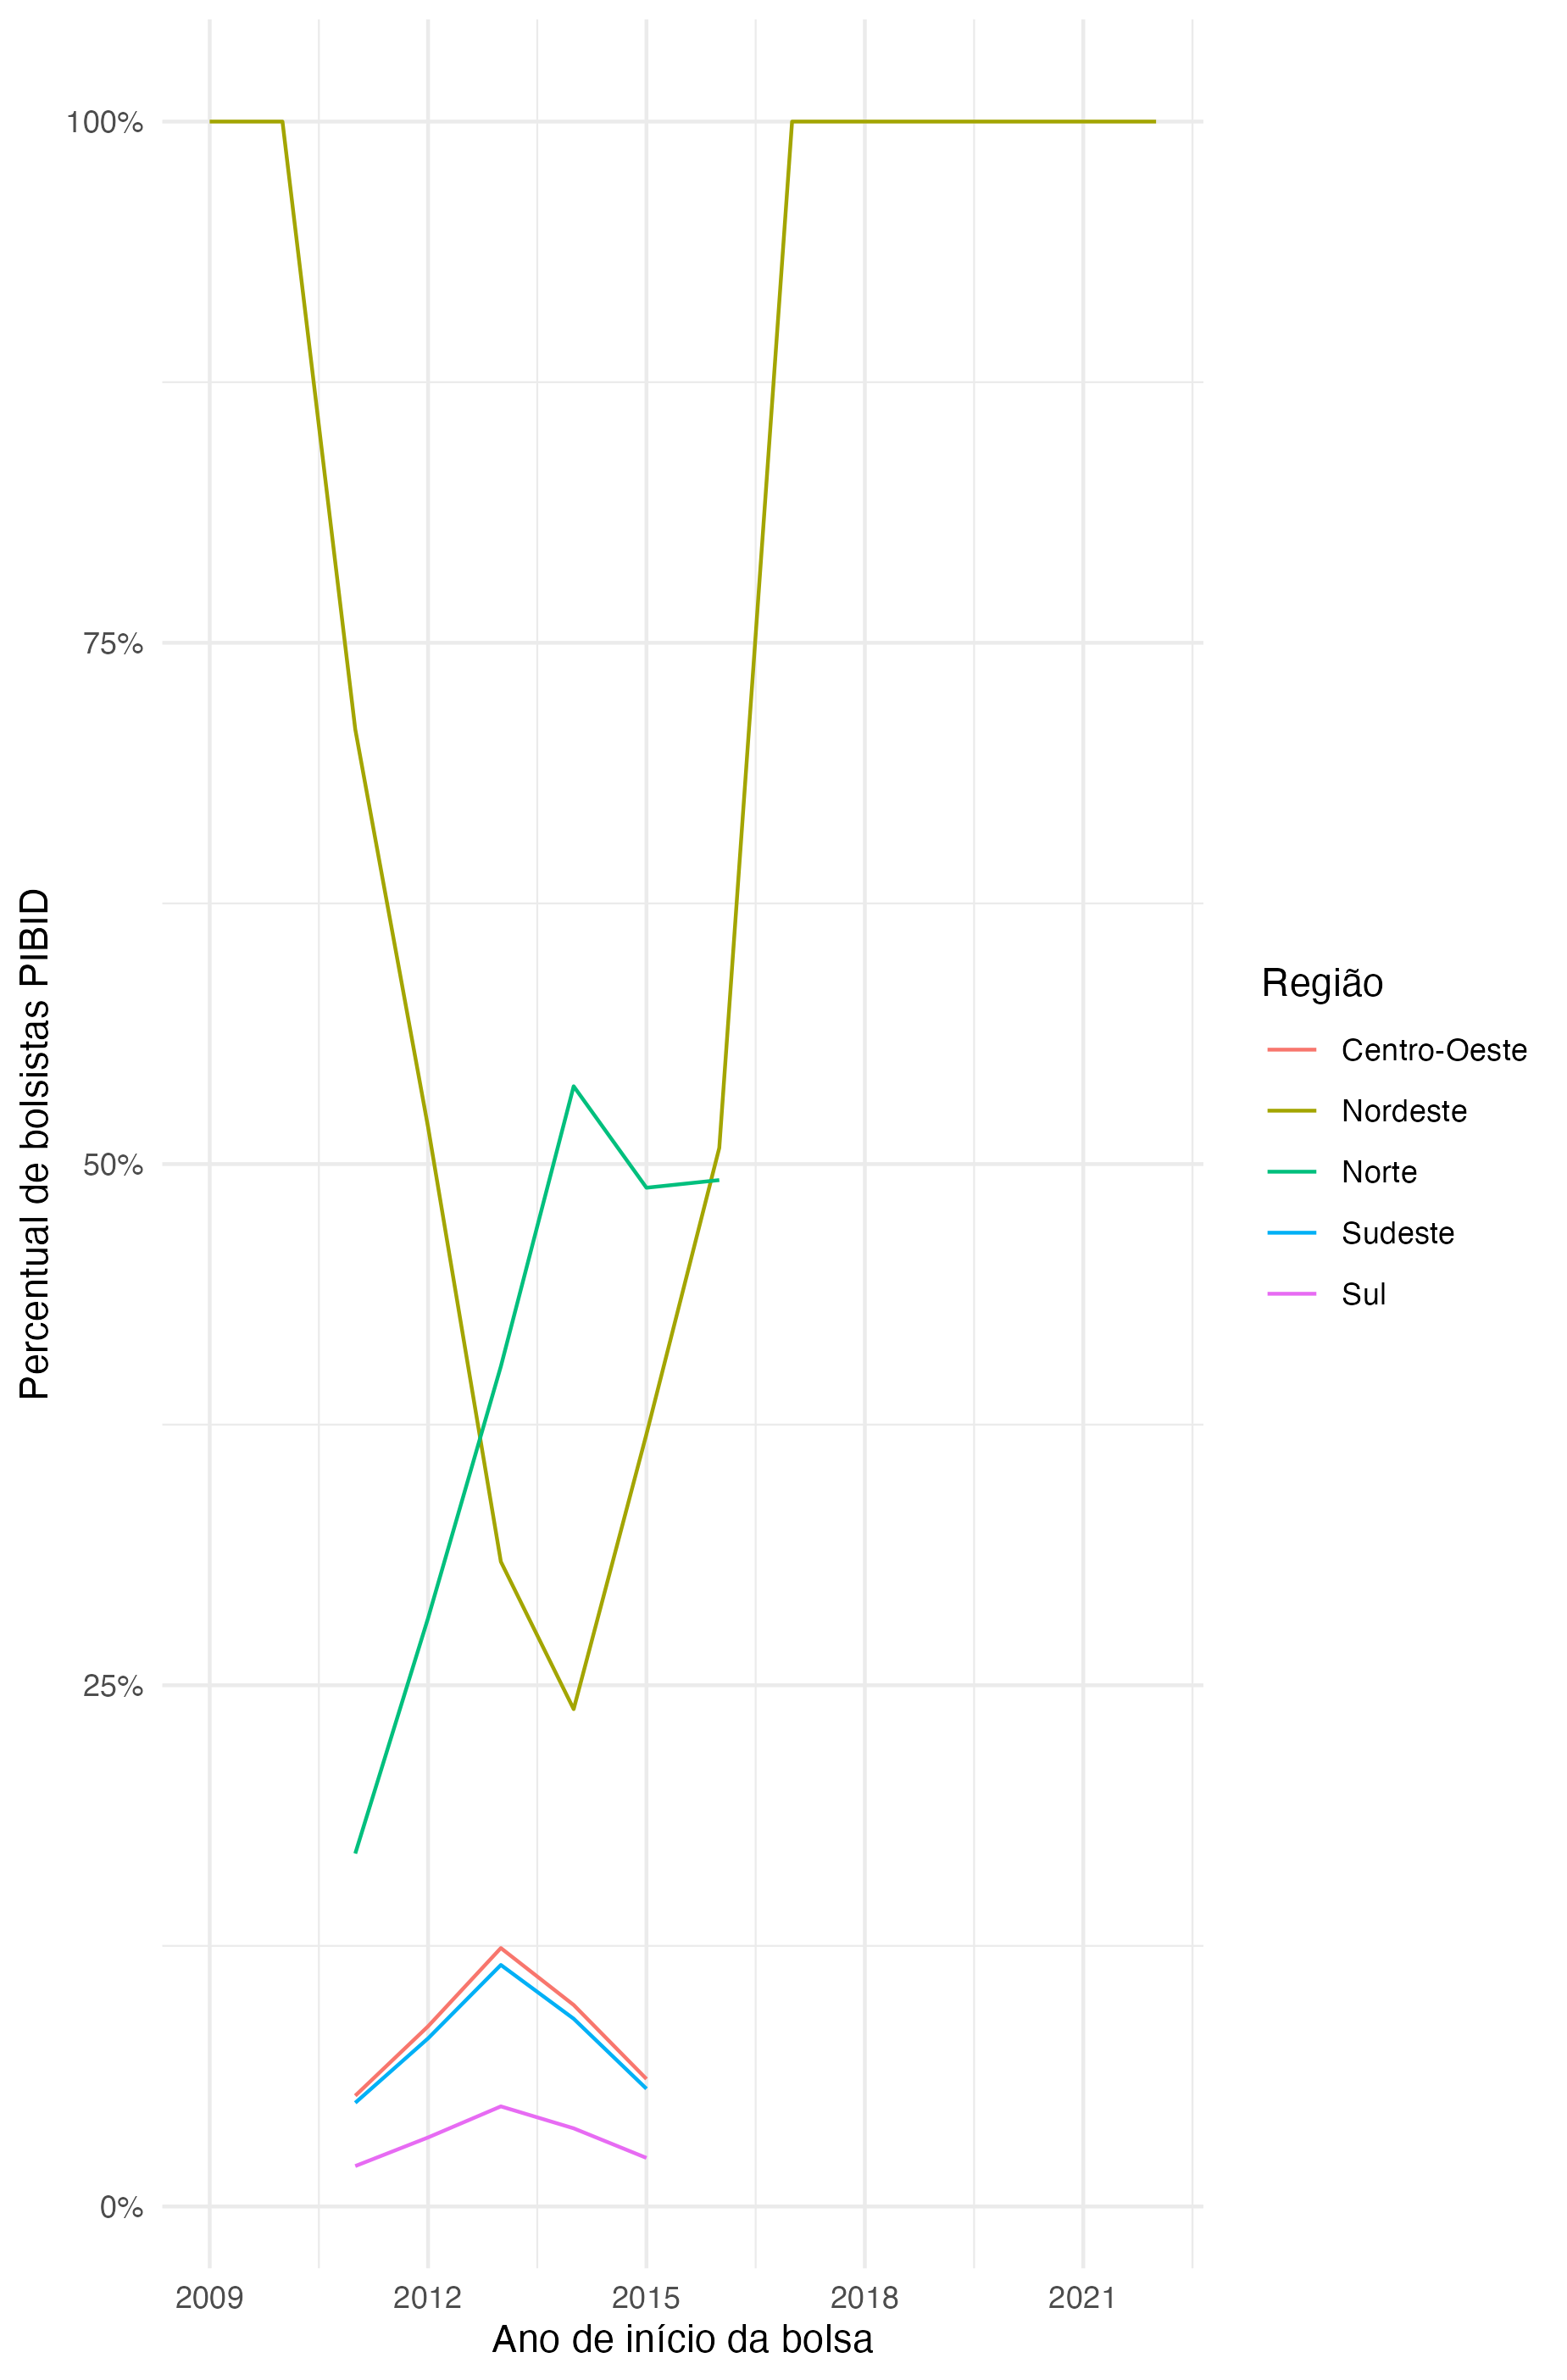 Percentual de bolsistas PIBID
100%
75%
50%
25%
0%
2009 2012 2015 2018 2021
Ano de início da bolsa
Região
Centro-Oeste
Nordeste
Norte
Sudeste
Sul